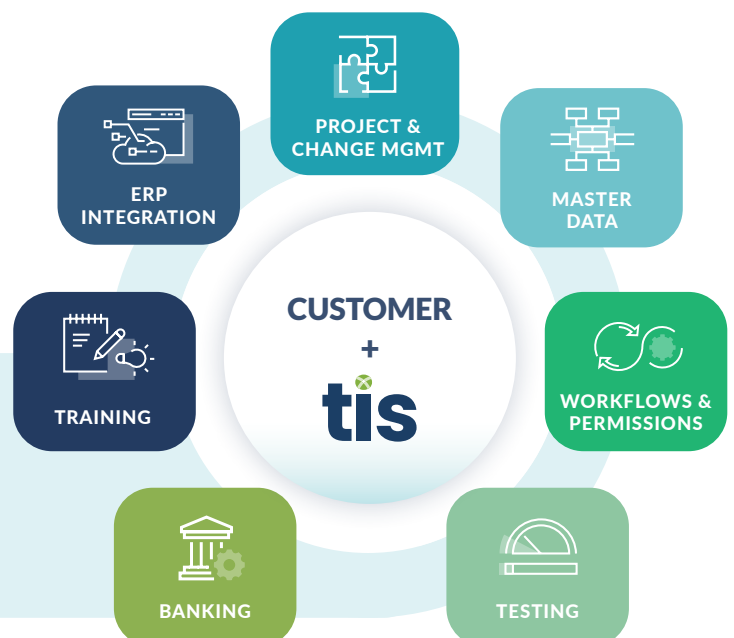 PROJECT &
CHANGE MGMT
ERP
INTEGRATION
MASTER
DATA
CUSTOMER
+
tis
TRAINING
WORKFLOWS &
PERMISSIONS
BANKING
TESTING